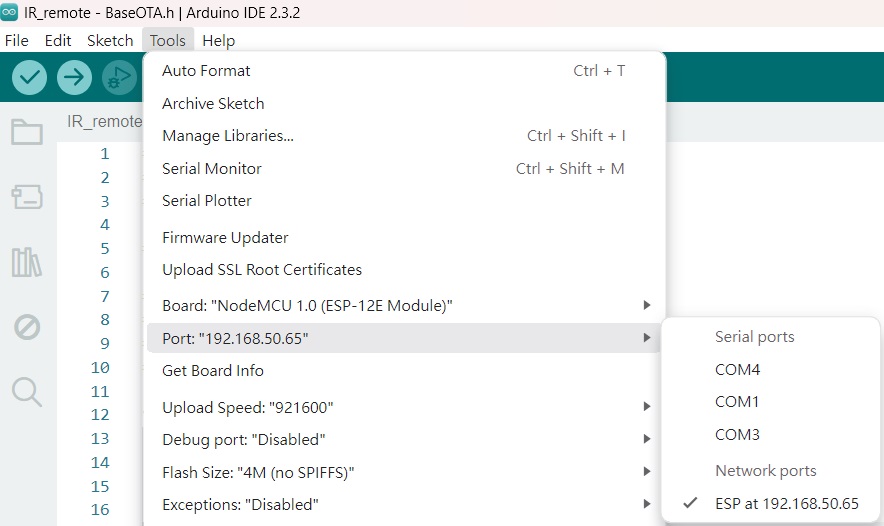 IR_remote - BaseOTA.h | Arduino IDE 2.3.2
File Edit Sketch Tools Help
Auto Format Ctrl + T
Archive Sketch
IR_remote
Manage Libraries... Ctrl + Shift + I
Serial Monitor Ctrl + Shift + M
Serial Plotter
Firmware Updater
Upload SSL Root Certificates
Board: "NodeMCU 1.0 (ESP-12E Module)"
Port: "192.168.50.65"
Get Board Info
Upload Speed: "921600"
Debug port: "Disabled"
Flash Size: "4M (no SPIFFS)"
Exceptions: "Disabled"
Serial ports
COM4
COM1
COM3
Network ports
ESP at 192.168.50.65
1
2
3
4
5
6
7
8
9
10
11
12
13
14
15
16